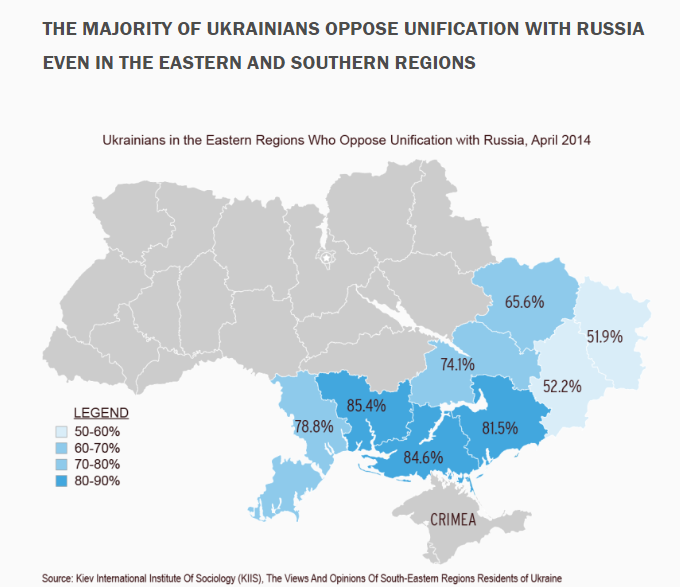 THE MAJORITY OF UKRAINIANS OPPOSE UNIFICATION WITH RUSSIA
EVEN IN THE EASTERN AND SOUTHERN REGIONS
Ukrainians in the Eastern Regions Who Oppose Unification with Russia, April 2014
65.6%
51.9%
74.1%
52.2%
85.4%
78.8%
81.5%
84.6%
LEGEND
50-60%
60-70%
70-80%
80-90%
CRIMEA
Source: Kiev International Institute Of Sociology (KIIS), The Views And Opinions Of South-Eastern Regions Residents of Ukraine